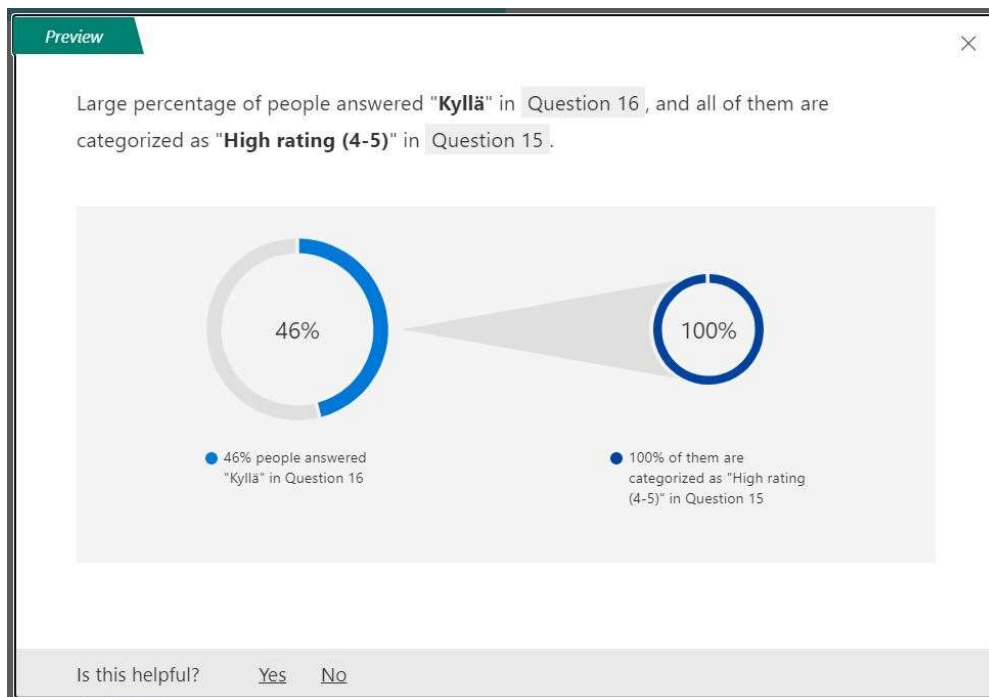 Preview
Large percentage of people answered "Kyllä" in Question 16, and all of them are
categorized as "High rating (4-5)" in Question 15.
46%
100%
46% people answered
"Kyllä" in Question 16
100% of them are
categorized as "High rating
(4-5)" in Question 15
Is this helpful? Yes No